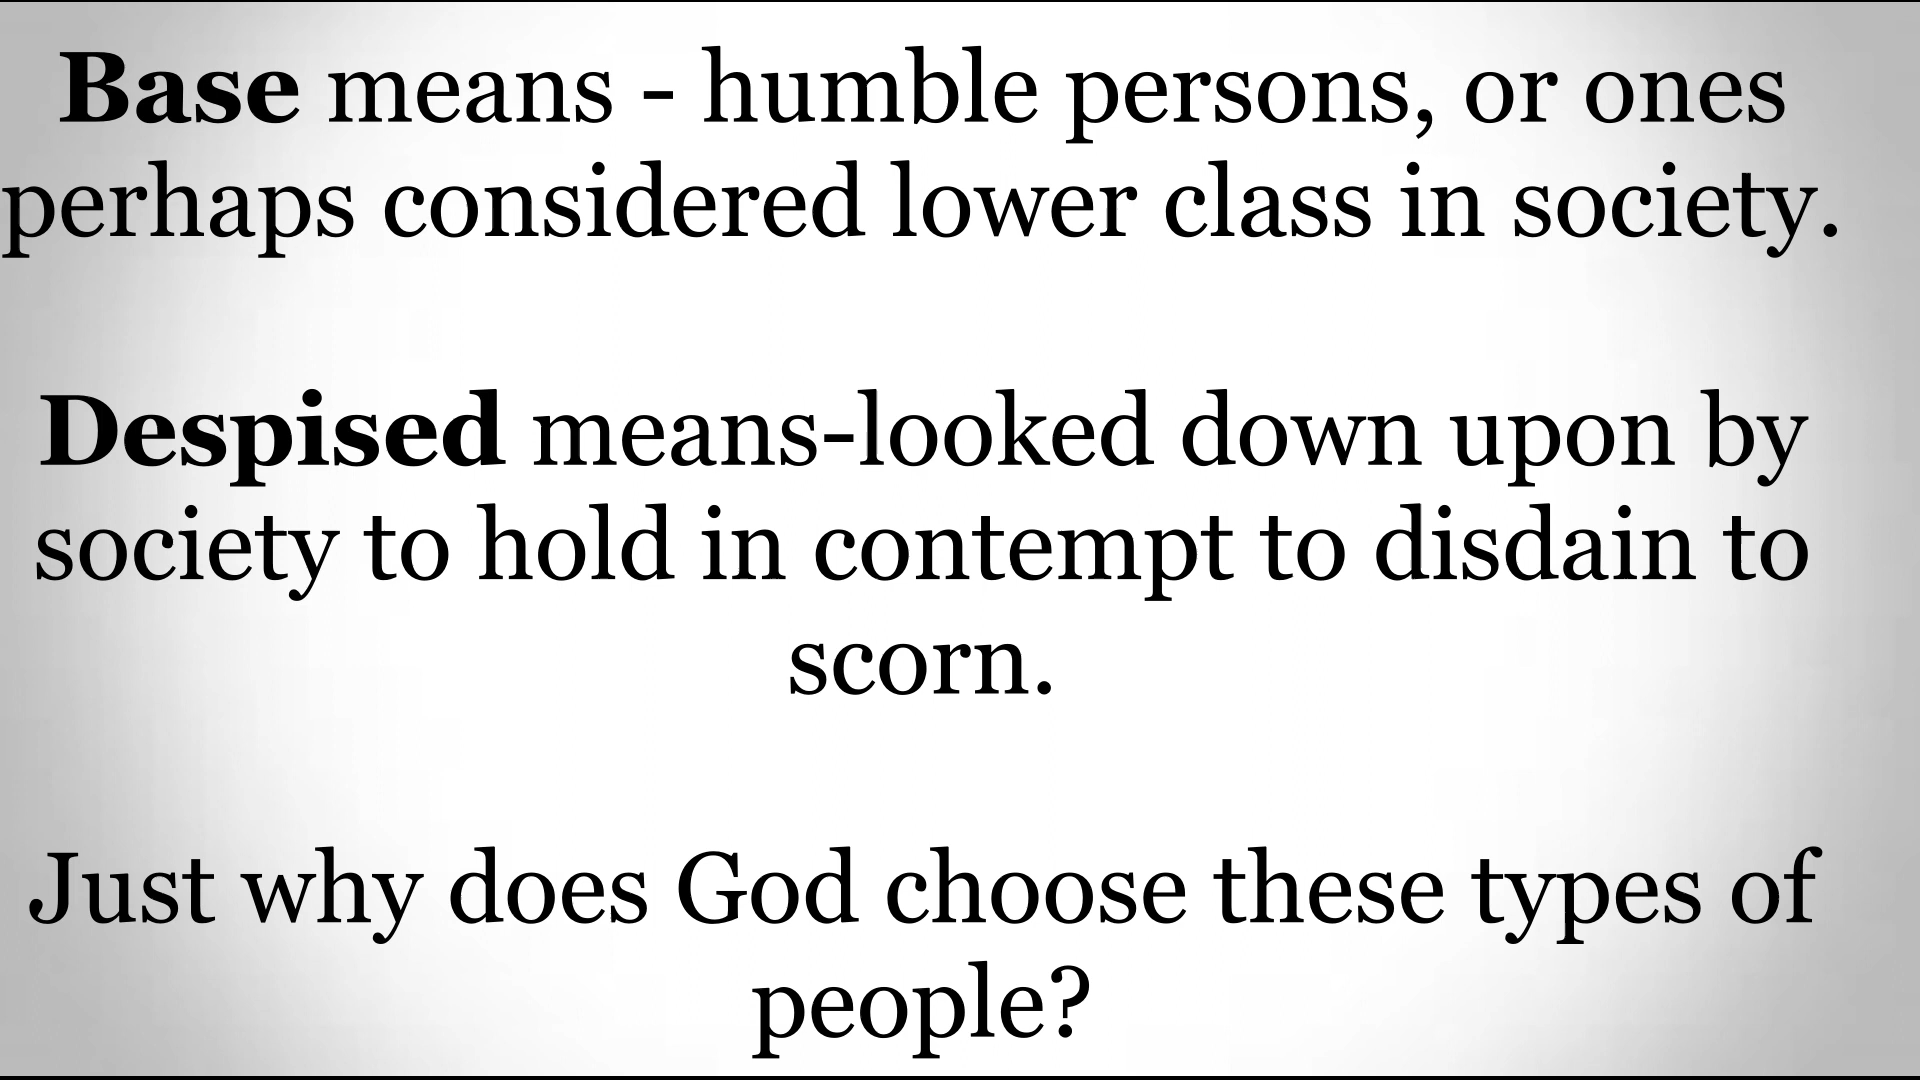 Base means - humble persons, or ones
perhaps considered lower class in society.
Despised means-looked down upon by
society to hold in contempt to disdain to
scorn.
Just why does God choose these types of
people?